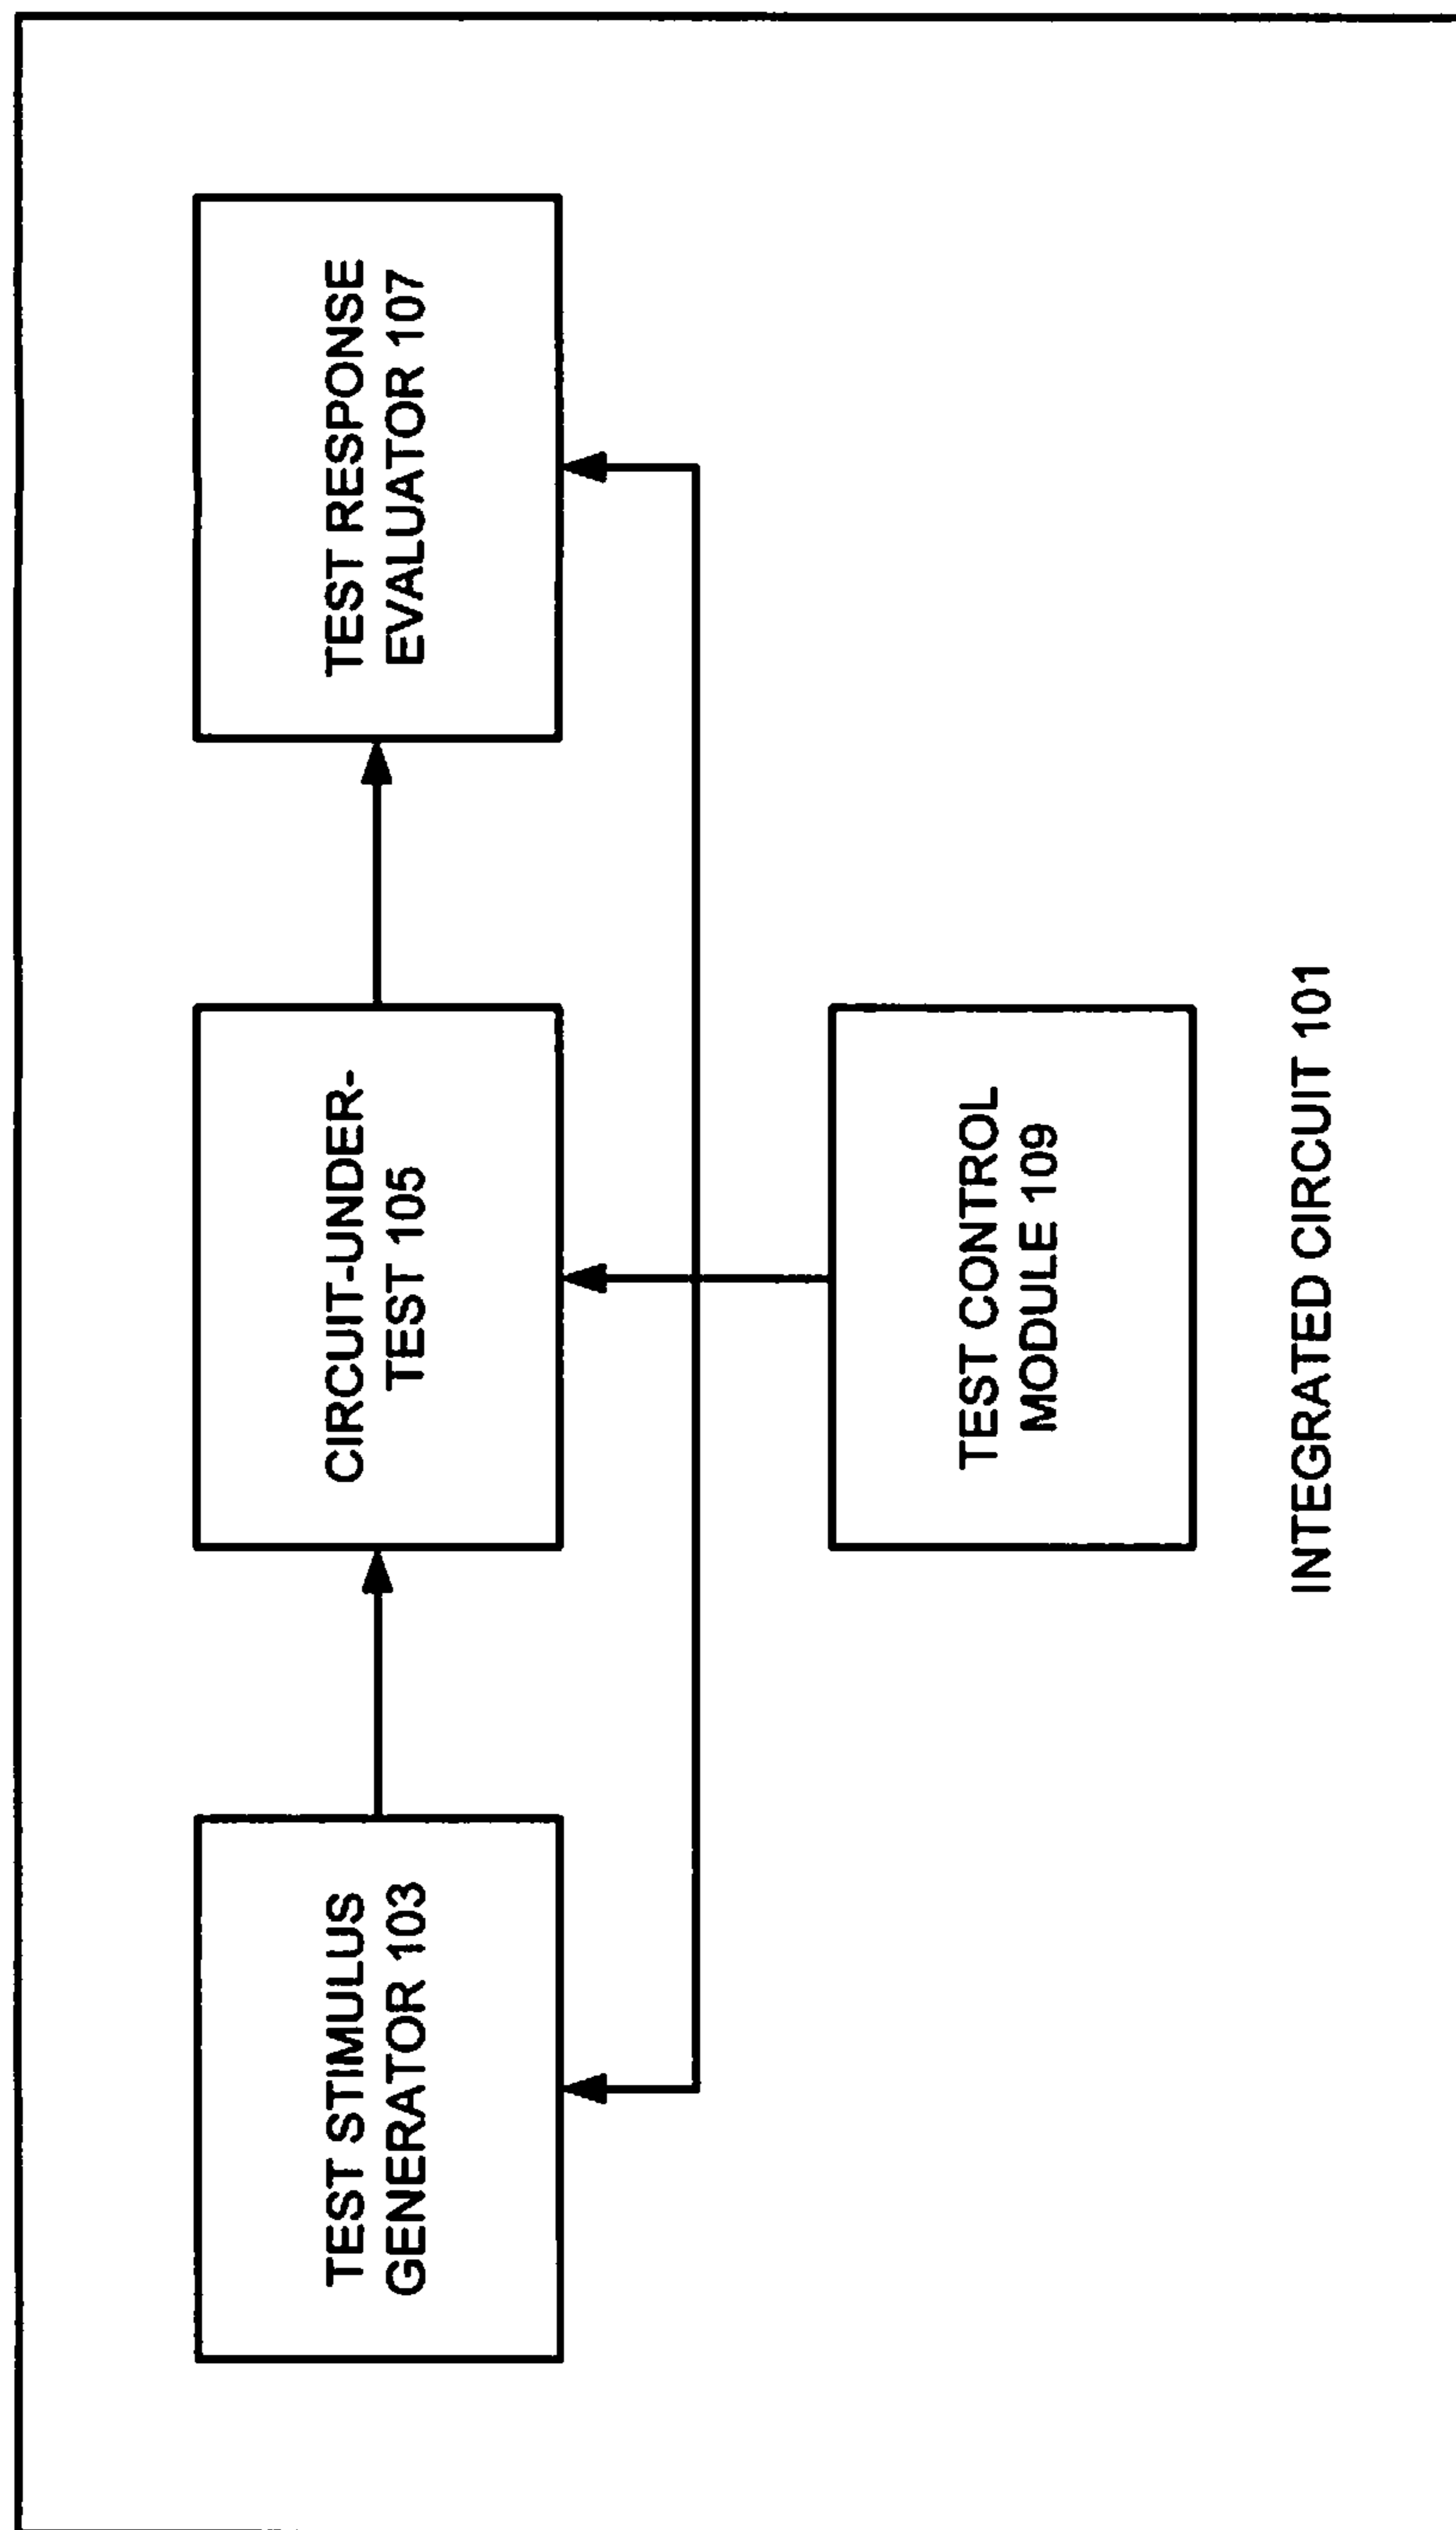 TEST STIMULUS
GENERATOR 103
CIRCUIT-UNDER-
TEST 105
TEST RESPONSE
EVALUATOR 107
TEST CONTROL
MODULE 109
INTEGRATED CIRCUIT 101